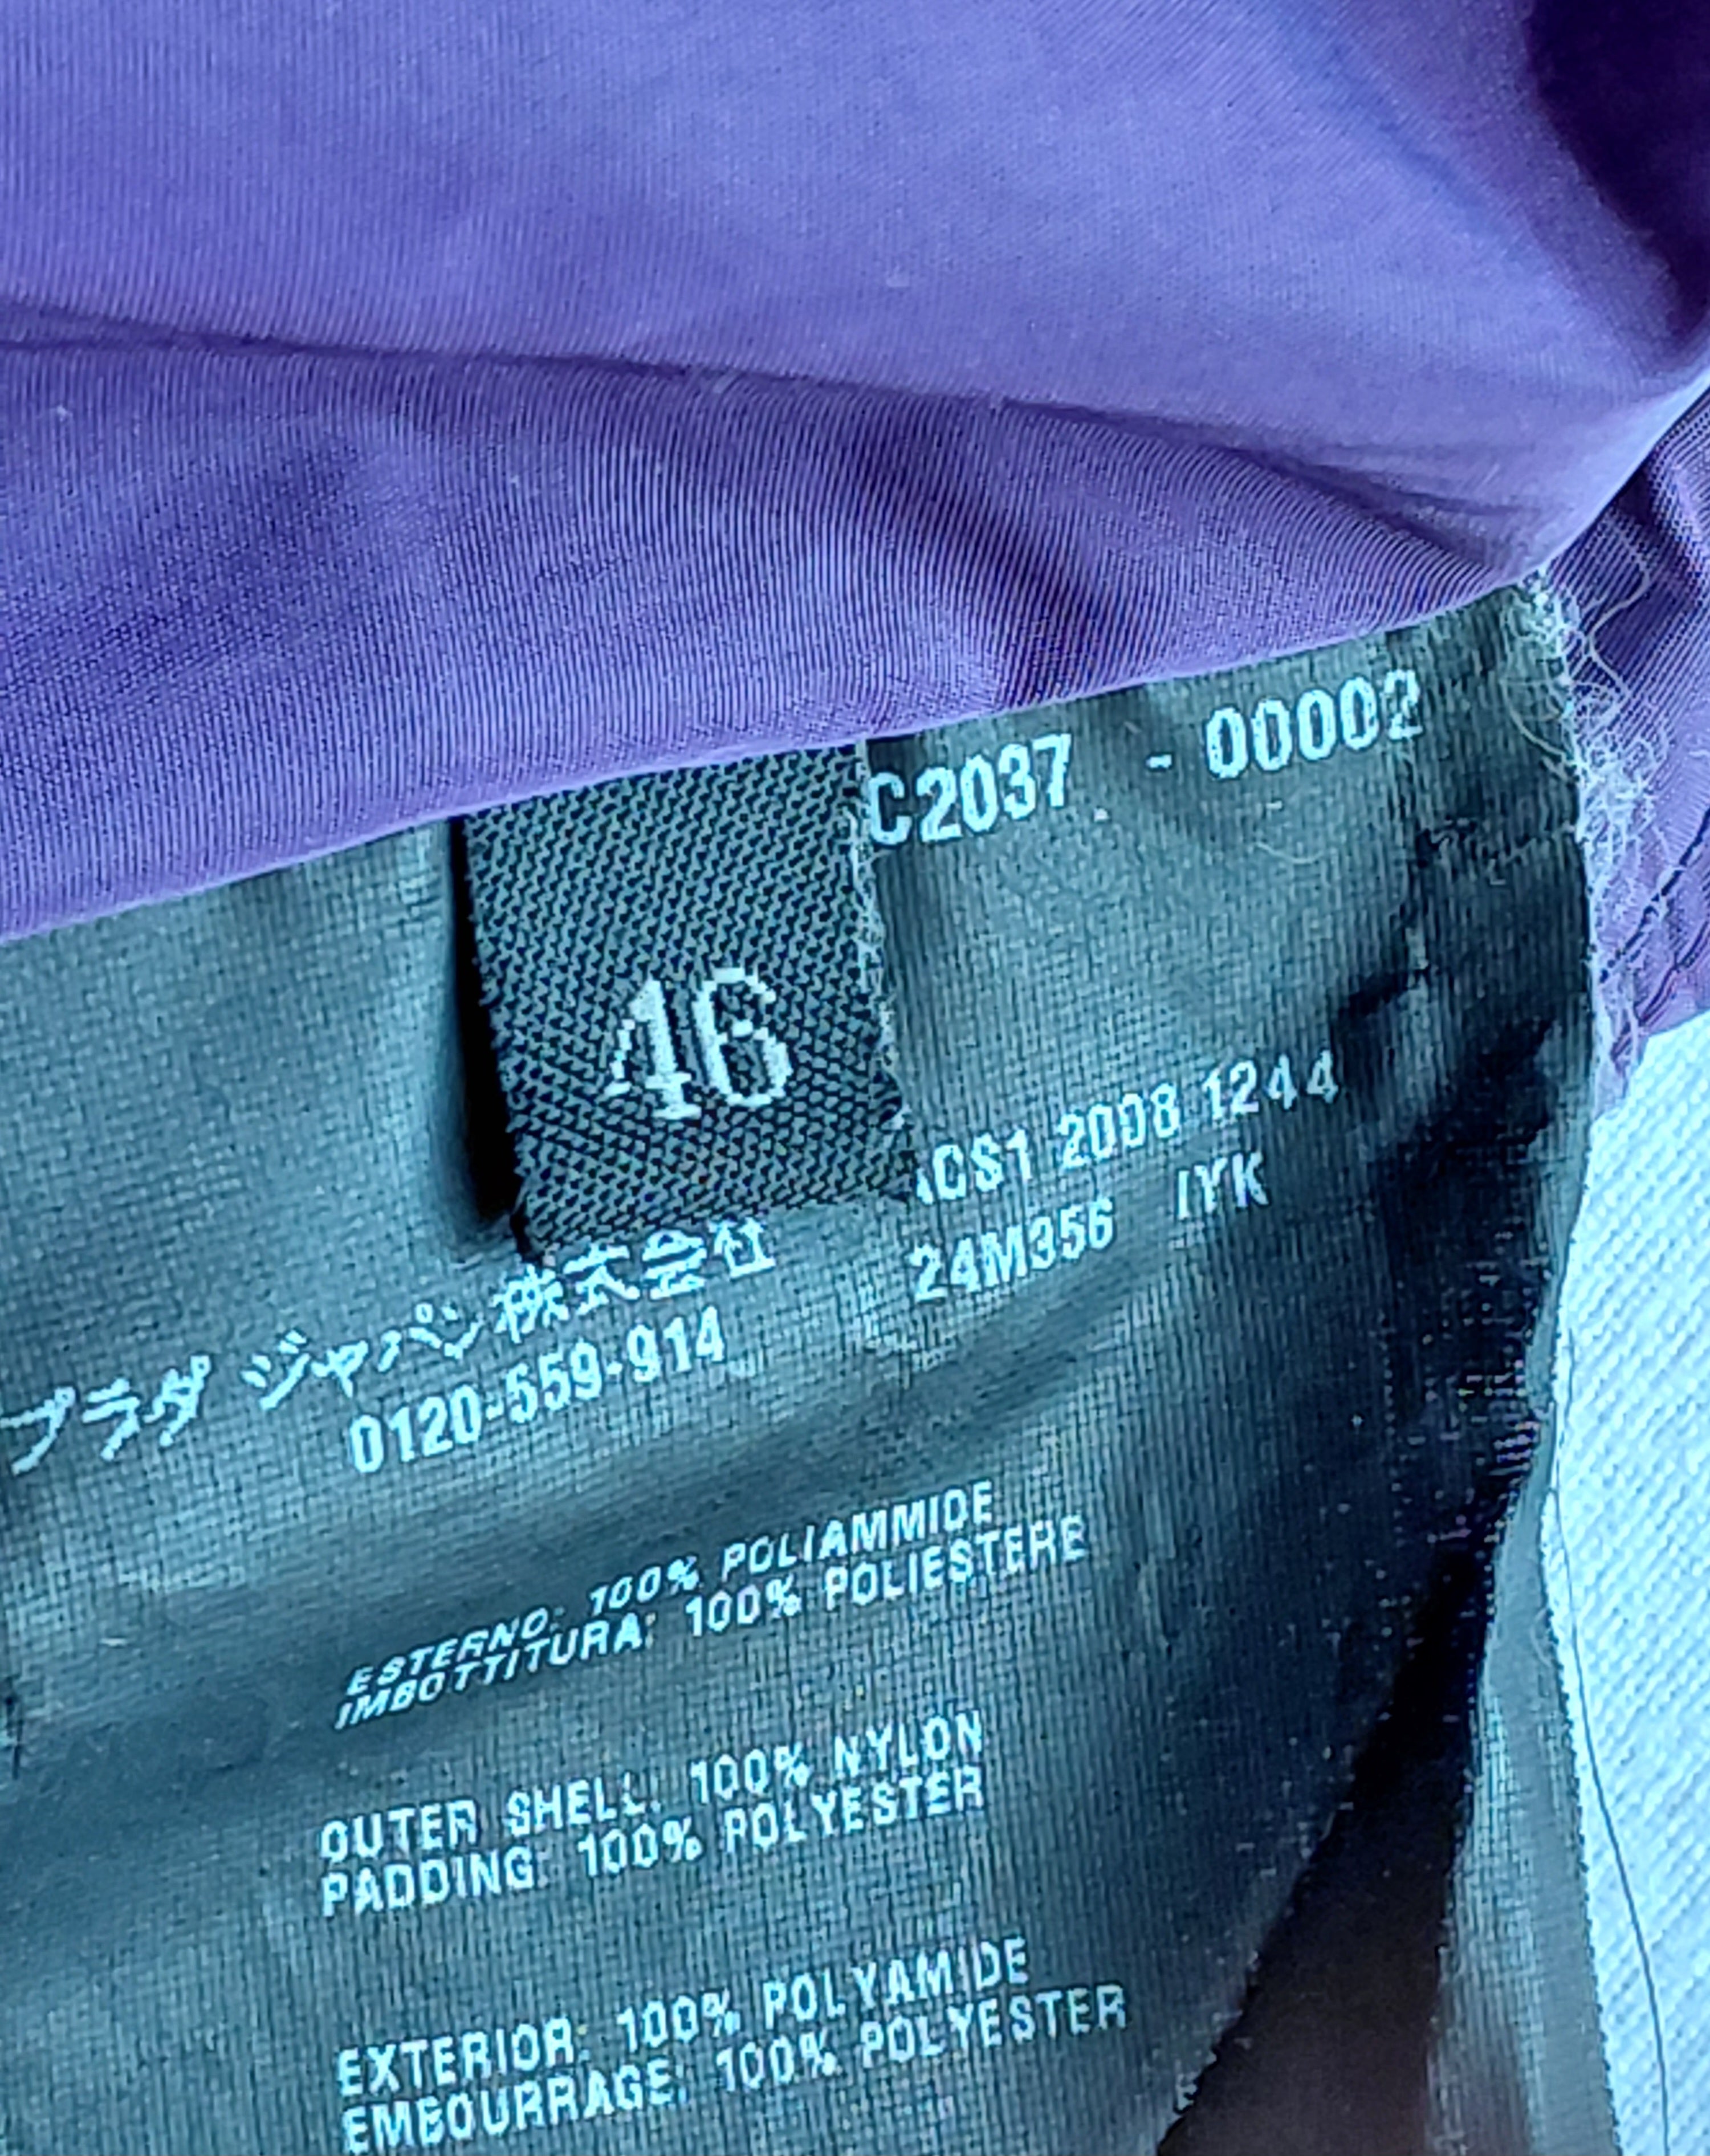 C2037 - 00002
46
ACS1 2008 1244
24M356 IYK
プラダ ジャパン株式会社
0120-559-914
ESTERNO: 100% POLIAMMIDE
IMBOTTITURA: 100% POLIESTERE
OUTER SHELL: 100% NYLON
PADDING: 100% POLYESTER
EXTERIOR: 100% POLYAMIDE
EMBOURRAGE: 100% POLYESTER